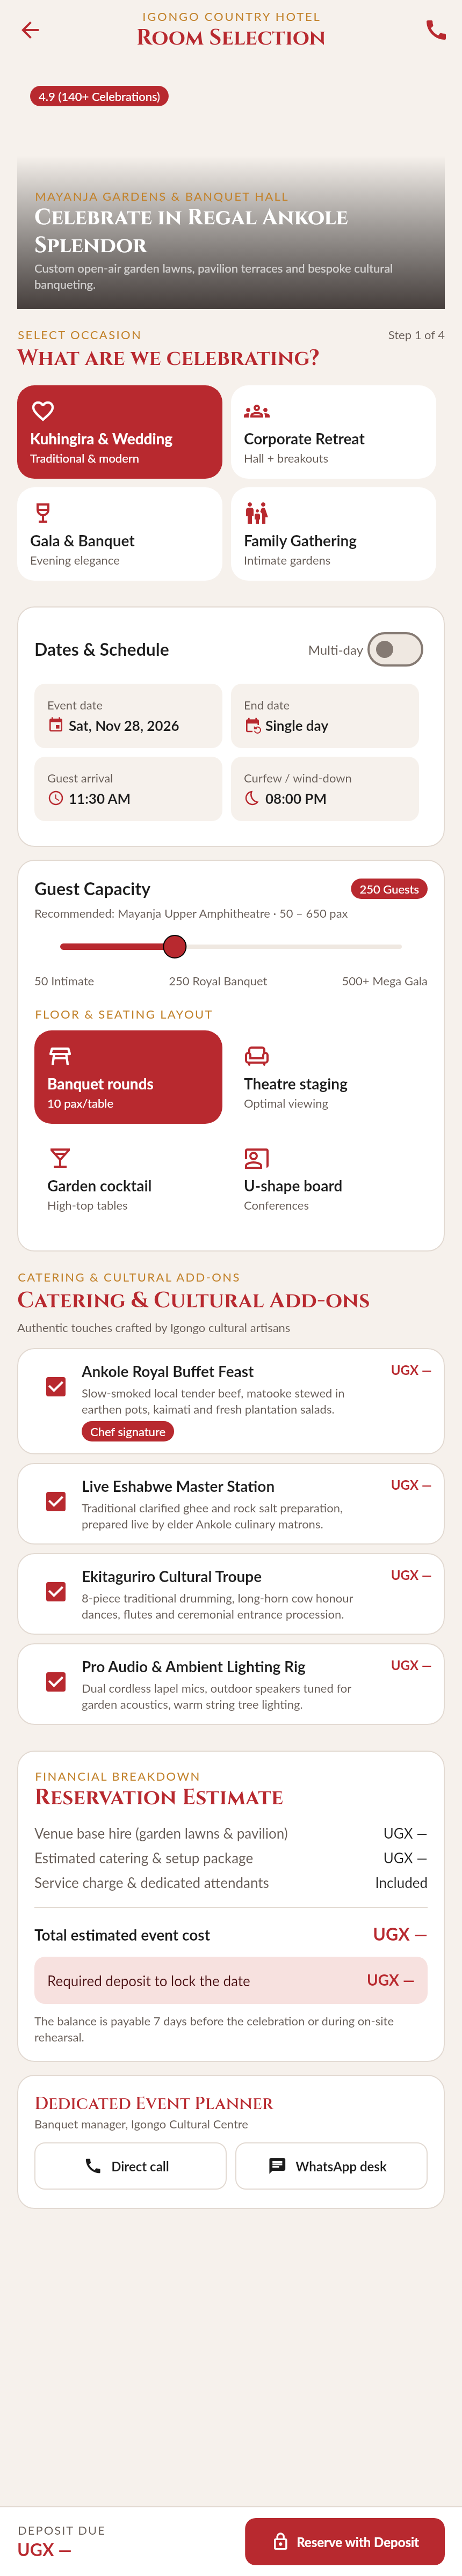 IGONGO COUNTRY HOTEL
ROOM SELECTION
4.9 (140+ Celebrations)
MAYANJA GARDENS & BANQUET HALL
CELEBRATE IN REGAL ANKOLE
SPLENDOR
Custom open-air garden lawns, pavilion terraces and bespoke cultural
banqueting.
SELECT OCCASION
Step 1 of 4
WHAT ARE WE CELEBRATING?
Kuhingira & Wedding
Traditional & modern
Corporate Retreat
Hall + breakouts
Gala & Banquet
Evening elegance
Family Gathering
Intimate gardens
Dates & Schedule
Multi-day
Event date
Sat, Nov 28, 2026
End date
Single day
Guest arrival
11:30 AM
Curfew / wind-down
08:00 PM
Guest Capacity
250 Guests
Recommended: Mayanja Upper Amphitheatre · 50 – 650 pax
50 Intimate
250 Royal Banquet
500+ Mega Gala
FLOOR & SEATING LAYOUT
Banquet rounds
10 pax/table
Theatre staging
Optimal viewing
Garden cocktail
High-top tables
U-shape board
Conferences
CATERING & CULTURAL ADD-ONS
CATERING & CULTURAL ADD-ONS
Authentic touches crafted by Igongo cultural artisans
Ankole Royal Buffet Feast
UGX —
Slow-smoked local tender beef, matooke stewed in
earthen pots, kaimati and fresh plantation salads.
Chef signature
Live Eshabwe Master Station
UGX —
Traditional clarified ghee and rock salt preparation,
prepared live by elder Ankole culinary matrons.
Ekitaguriro Cultural Troupe
UGX —
8-piece traditional drumming, long-horn cow honour
dances, flutes and ceremonial entrance procession.
Pro Audio & Ambient Lighting Rig
UGX —
Dual cordless lapel mics, outdoor speakers tuned for
garden acoustics, warm string tree lighting.
FINANCIAL BREAKDOWN
RESERVATION ESTIMATE
Venue base hire (garden lawns & pavilion)
UGX —
Estimated catering & setup package
UGX —
Service charge & dedicated attendants
Included
Total estimated event cost
UGX —
Required deposit to lock the date
UGX —
The balance is payable 7 days before the celebration or during on-site
rehearsal.
DEDICATED EVENT PLANNER
Banquet manager, Igongo Cultural Centre
Direct call
WhatsApp desk
DEPOSIT DUE
UGX —
Reserve with Deposit